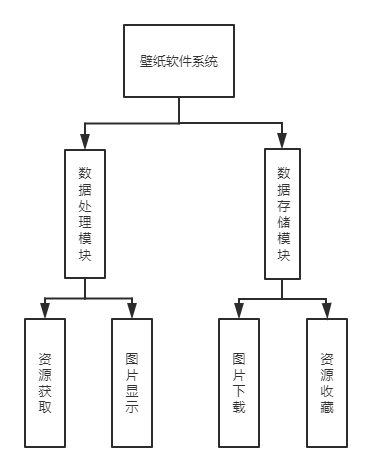 壁纸软件系统
数据处理模块
数据存储模块
资源获取
图片显示
图片下载
资源收藏